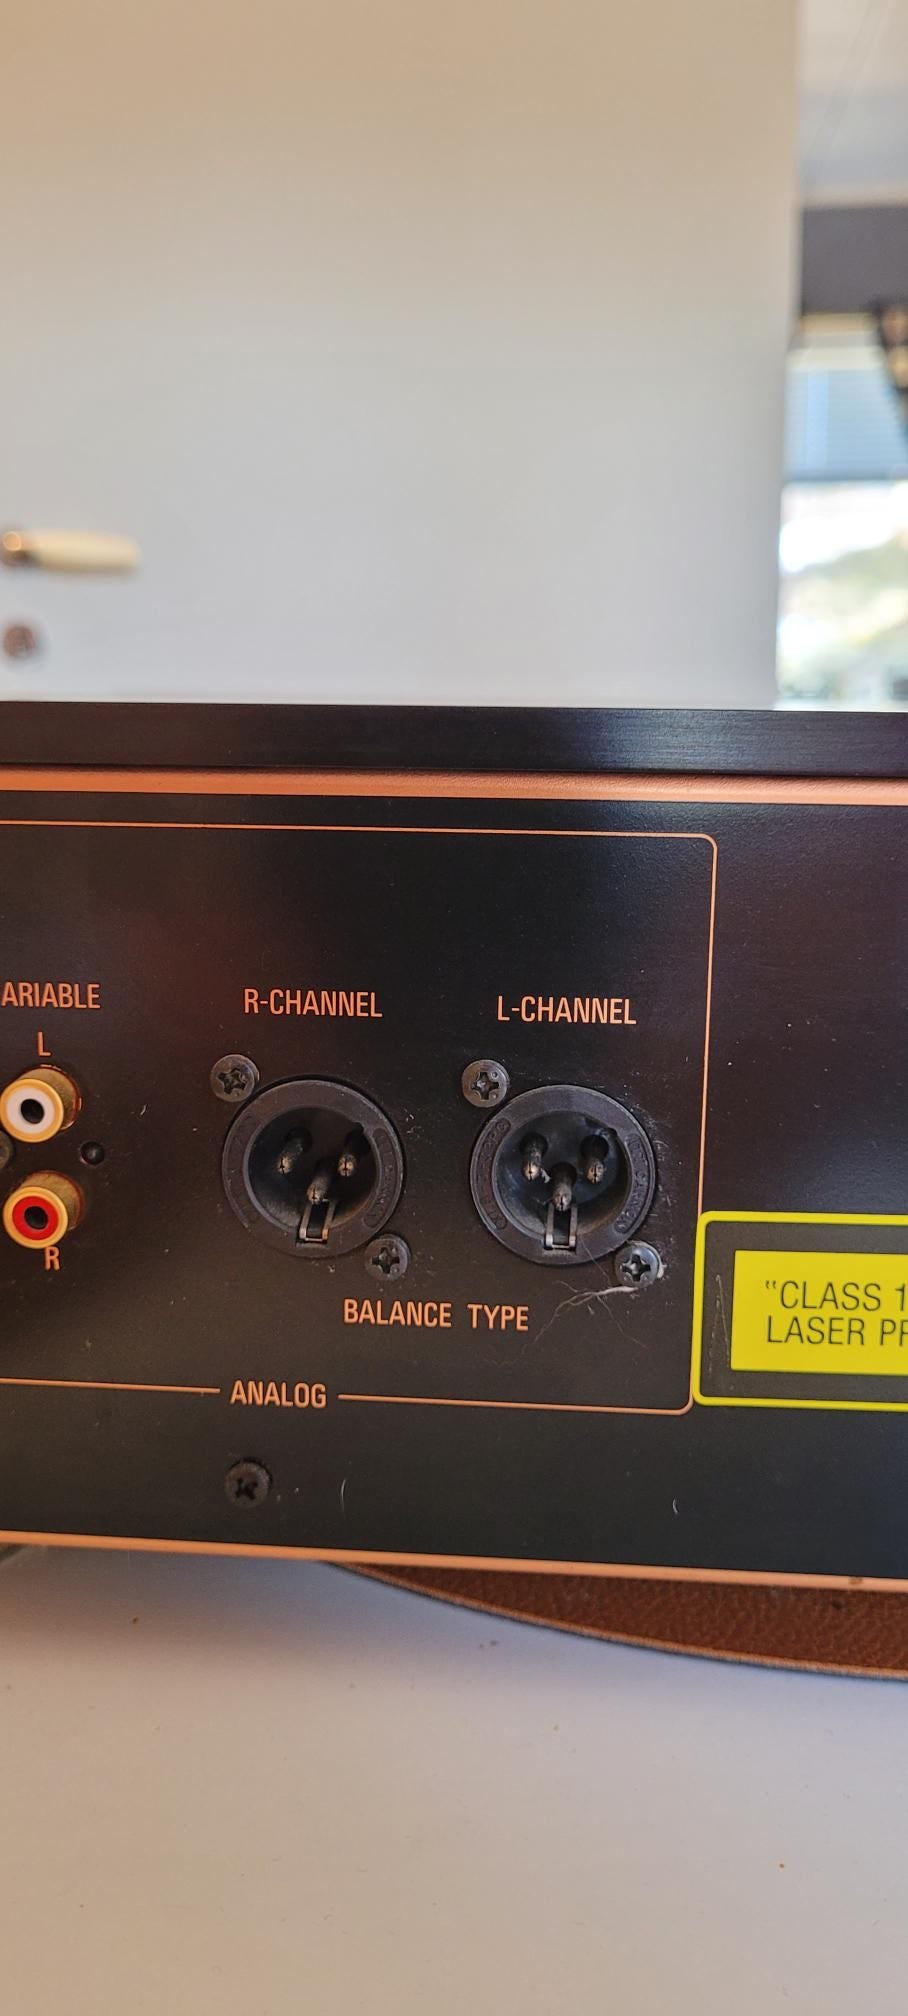 ARIABLE
L
R
R-CHANNEL
L-CHANNEL
BALANCE TYPE
ANALOG
"CLASS 1
LASER PR